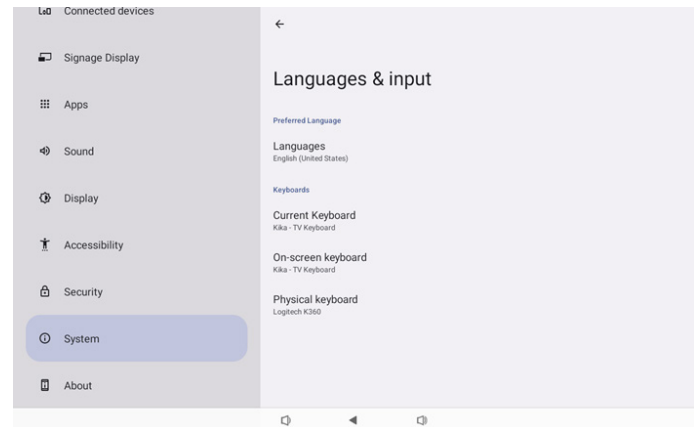 Connected devices
Signage Display
Apps
Sound
Display
Accessibility
Security
System
About
Languages & input
Preferred Language
Languages
English (United States)
Keyboards
Current Keyboard
Kika - TV Keyboard
On-screen keyboard
Kika - TV Keyboard
Physical keyboard
Logitech K360